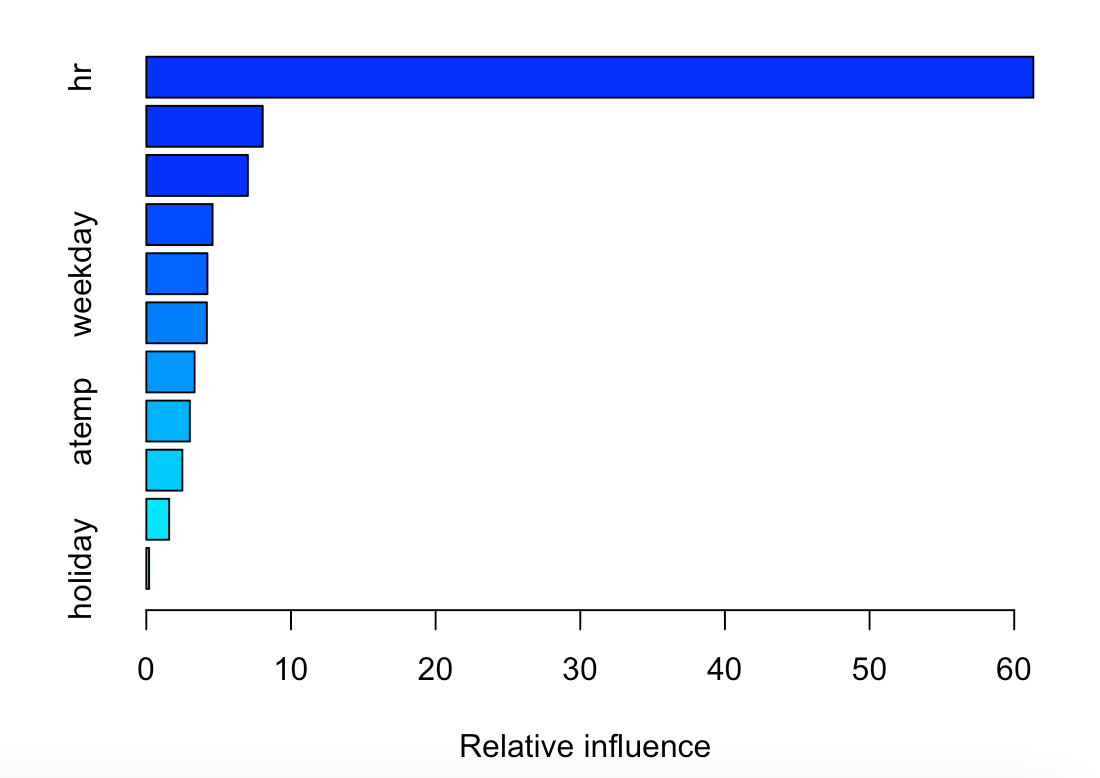 hr
weekday
atemp
holiday
0 10 20 30 40 50 60
Relative influence